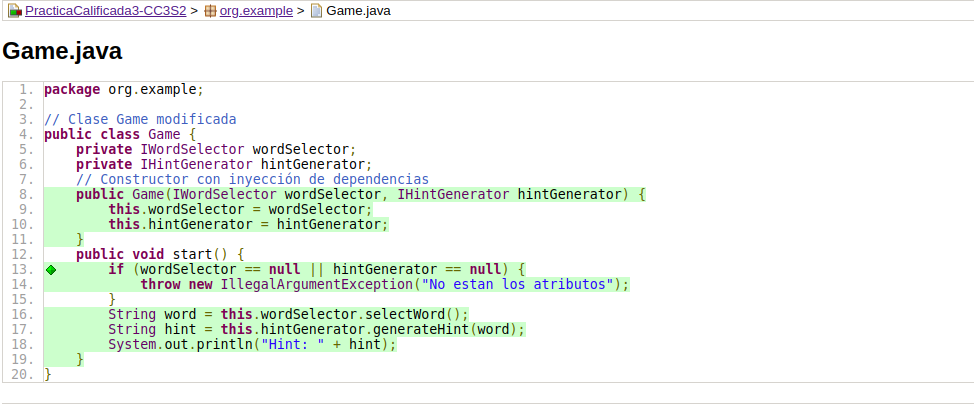 PracticaCalificada3-CC3S2 > org.example > Game.java
Game.java
1. package org.example;
2.
3. // Clase Game modificada
4. public class Game {
5.     private IWordSelector wordSelector;
6.     private IHintGenerator hintGenerator;
7.     // Constructor con inyección de dependencias
8.     public Game(IWordSelector wordSelector, IHintGenerator hintGenerator) {
9.         this.wordSelector = wordSelector;
10.         this.hintGenerator = hintGenerator;
11.     }
12.     public void start() {
13.         if (wordSelector == null || hintGenerator == null) {
14.             throw new IllegalArgumentException("No estan los atributos");
15.         }
16.         String word = this.wordSelector.selectWord();
17.         String hint = this.hintGenerator.generateHint(word);
18.         System.out.println("Hint: " + hint);
19.     }
20. }